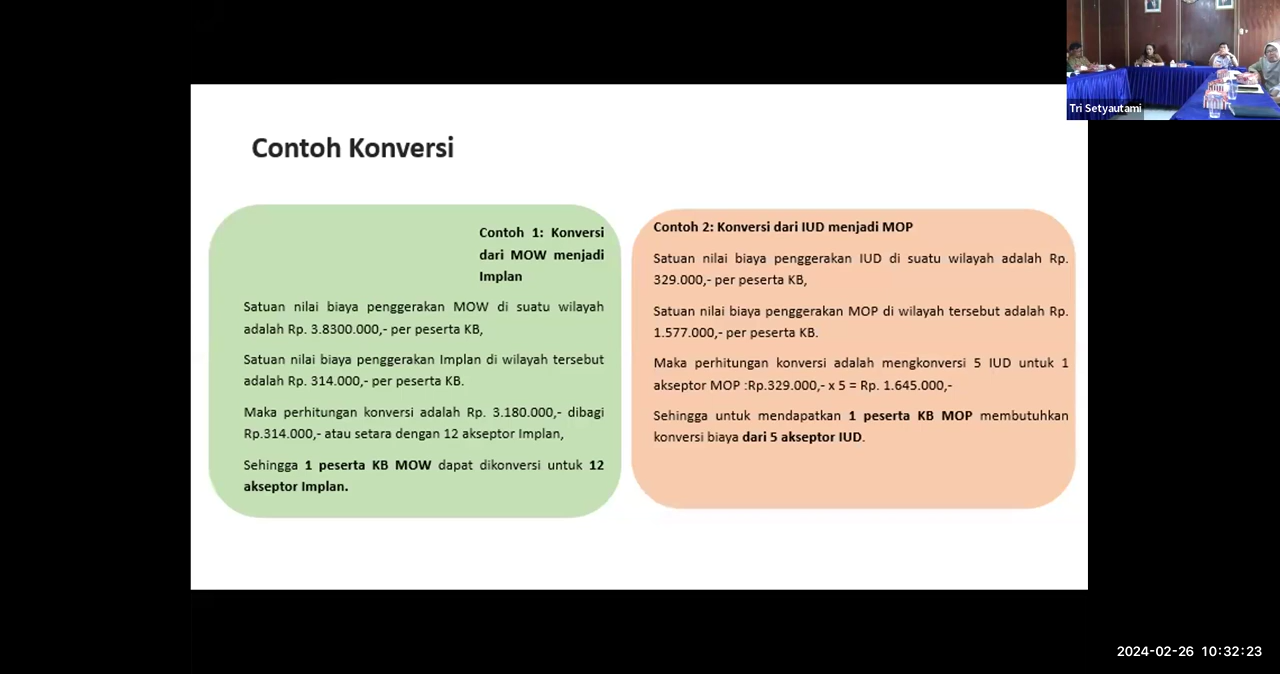 Tri Setyautami
Contoh Konversi
Contoh 1: Konversi
dari MOW menjadi
Implan
Satuan nilai biaya penggerakan MOW di suatu wilayah
adalah Rp. 3.8300.000,- per peserta KB,
Satuan nilai biaya penggerakan Implan di wilayah tersebut
adalah Rp. 314.000,- per peserta KB.
Maka perhitungan konversi adalah Rp. 3.180.000,- dibagi
Rp.314.000,- atau setara dengan 12 akseptor Implan,
Sehingga 1 peserta KB MOW dapat dikonversi untuk 12
akseptor Implan.
Contoh 2: Konversi dari IUD menjadi MOP
Satuan nilai biaya penggerakan IUD di suatu wilayah adalah Rp.
329.000,- per peserta KB,
Satuan nilai biaya penggerakan MOP di wilayah tersebut adalah Rp.
1.577.000,- per peserta KB.
Maka perhitungan konversi adalah mengkonversi 5 IUD untuk 1
akseptor MOP :Rp.329.000,- x 5 = Rp. 1.645.000,-
Sehingga untuk mendapatkan 1 peserta KB MOP membutuhkan
konversi biaya dari 5 akseptor IUD.
2024-02-26 10:32:23